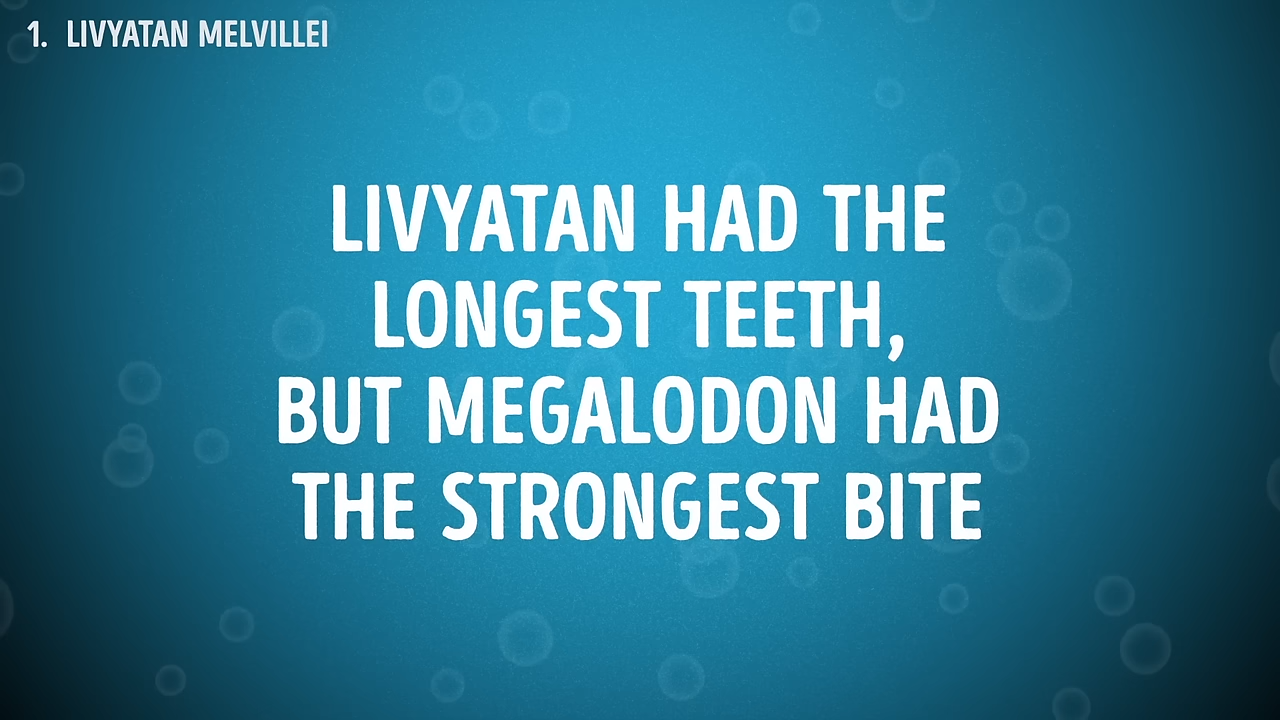 1. LIVYATAN MELVILLEI
LIVYATAN HAD THE
LONGEST TEETH,
BUT MEGALODON HAD
THE STRONGEST BITE